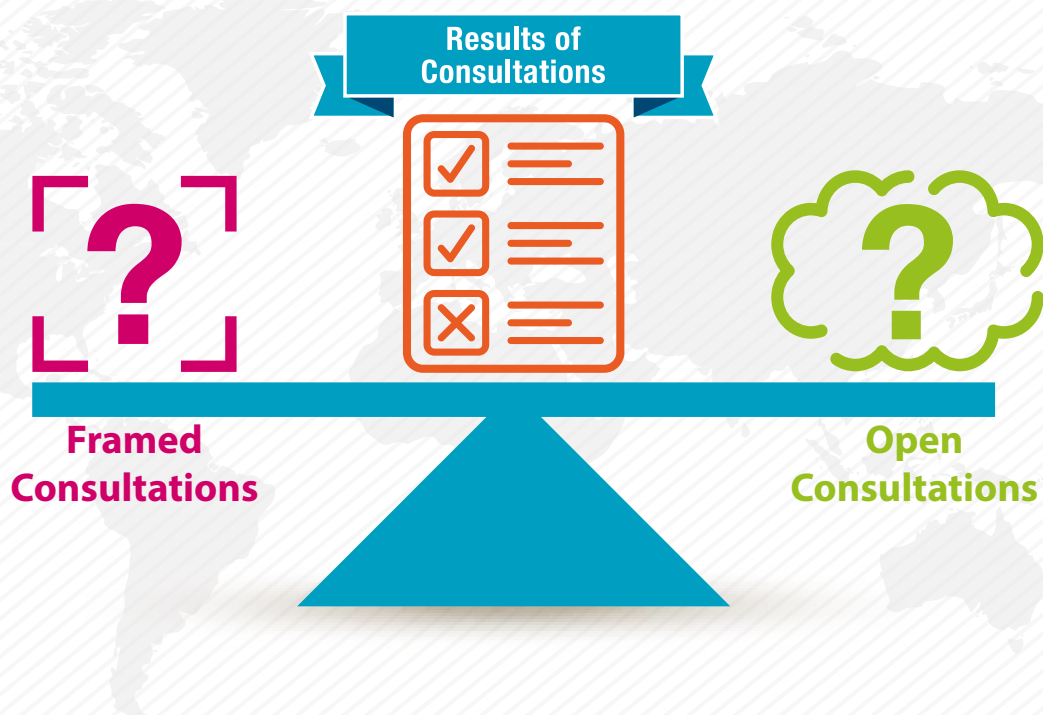 Results of
Consultations
?
?
Framed
Consultations
Open
Consultations